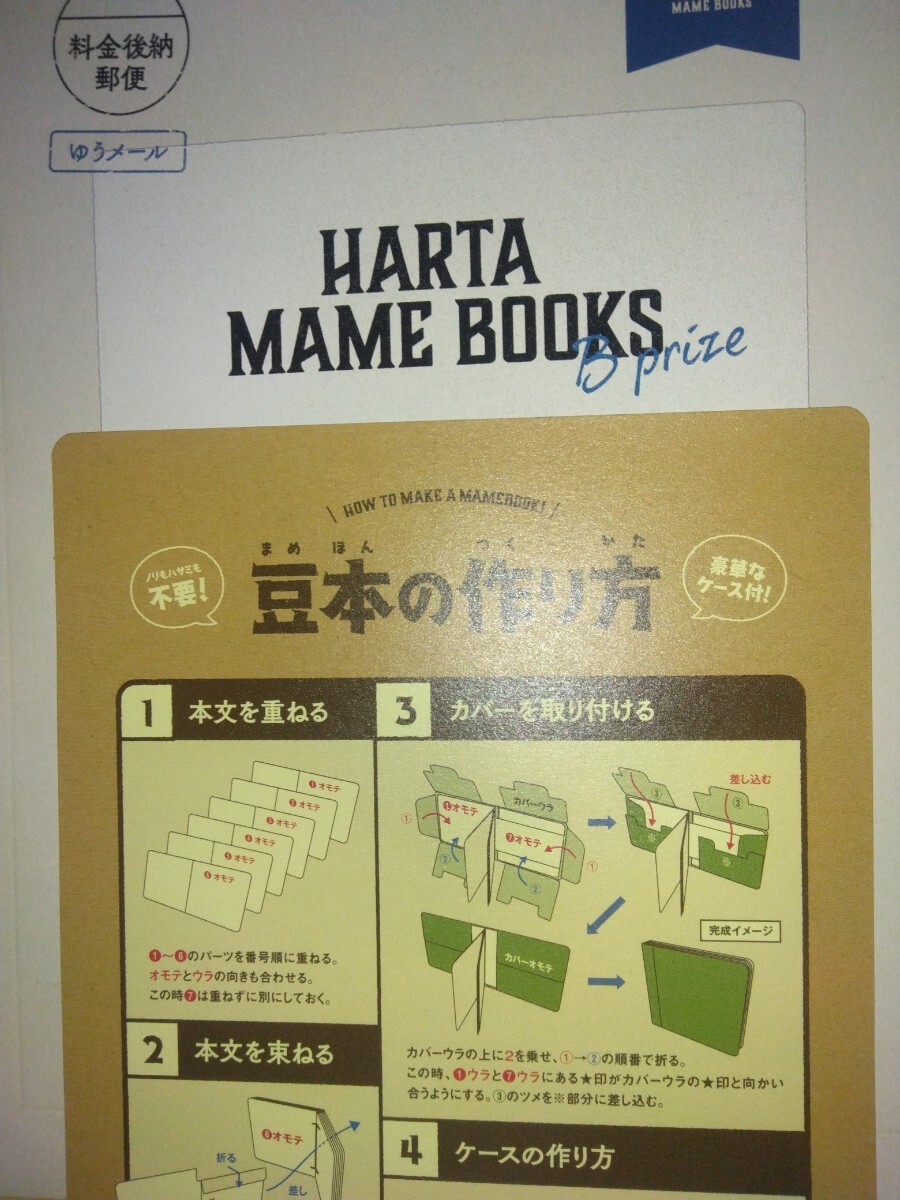 料金後納
郵便
ゆうメール
MAME BOOKS
HARTA
MAME BOOKS
B prize
HOW TO MAKE A MAMEBOOK!
まめほん つく かた
豆本の作り方
ノリもハサミも
不要!
豪華な
ケース付!
1 本文を重ねる
❶オモテ
❷オモテ
❸オモテ
❹オモテ
❺オモテ
❻オモテ
❶〜❻のパーツを番号順に重ねる。
オモテとウラの向きも合わせる。
この時❼は重ねずに別にしておく。
2 本文を束ねる
❻オモテ
折る
差し
3 カバーを取り付ける
❶オモテ
カバーウラ
❼オモテ
①
②
②
①
差し込む
③
③
※
※
カバーオモテ
完成イメージ
カバーウラの上に2を乗せ、①→②の順番で折る。
この時、❶ウラと❼ウラにある★印がカバーウラの★印と向かい
合うようにする。③のツメを※部分に差し込む。
4 ケースの作り方